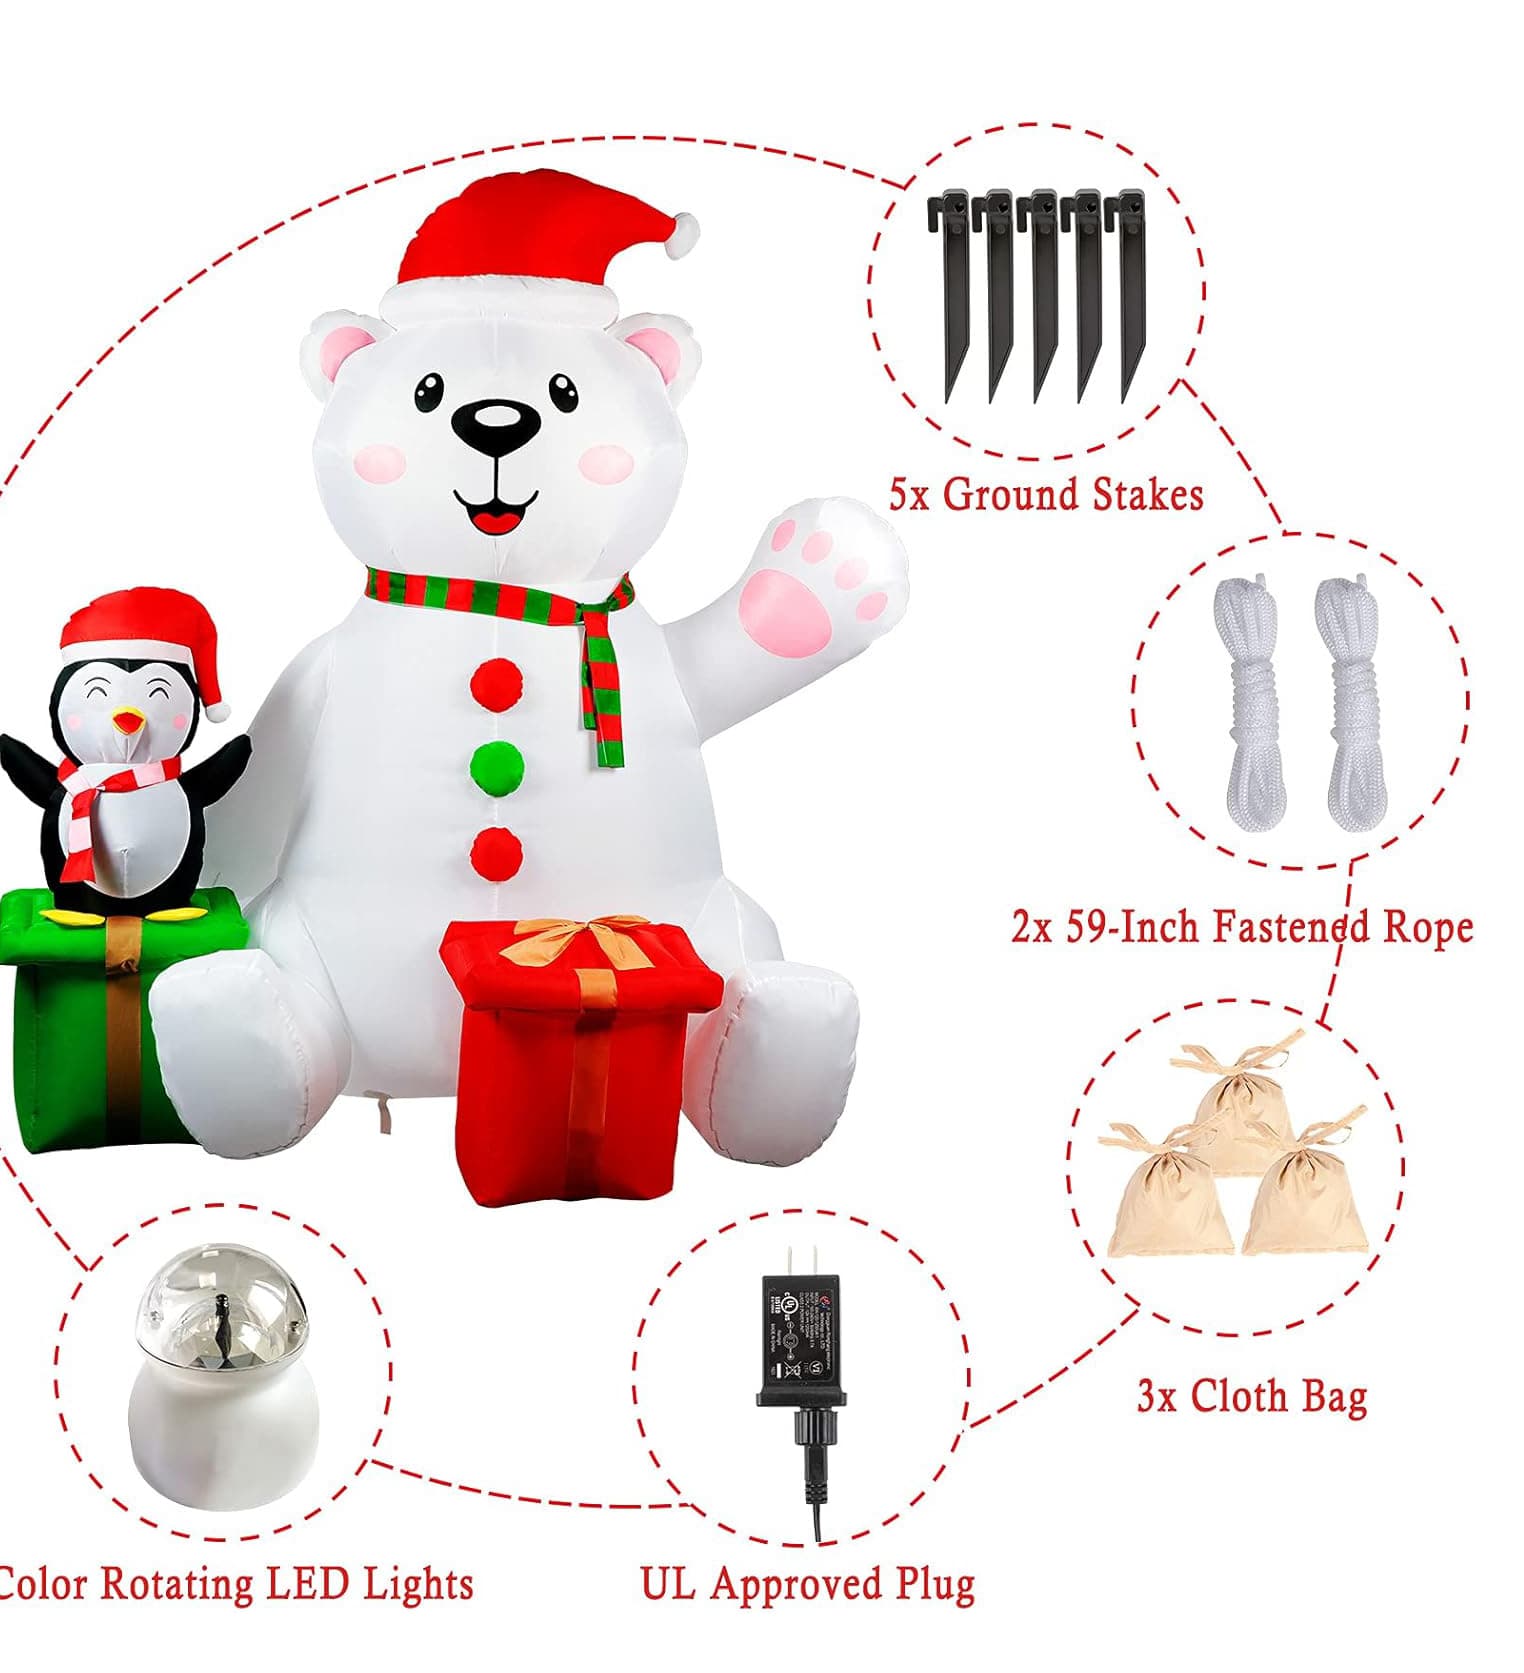 5x Ground Stakes
2x 59-Inch Fastened Rope
3x Cloth Bag
Color Rotating LED Lights
UL Approved Plug